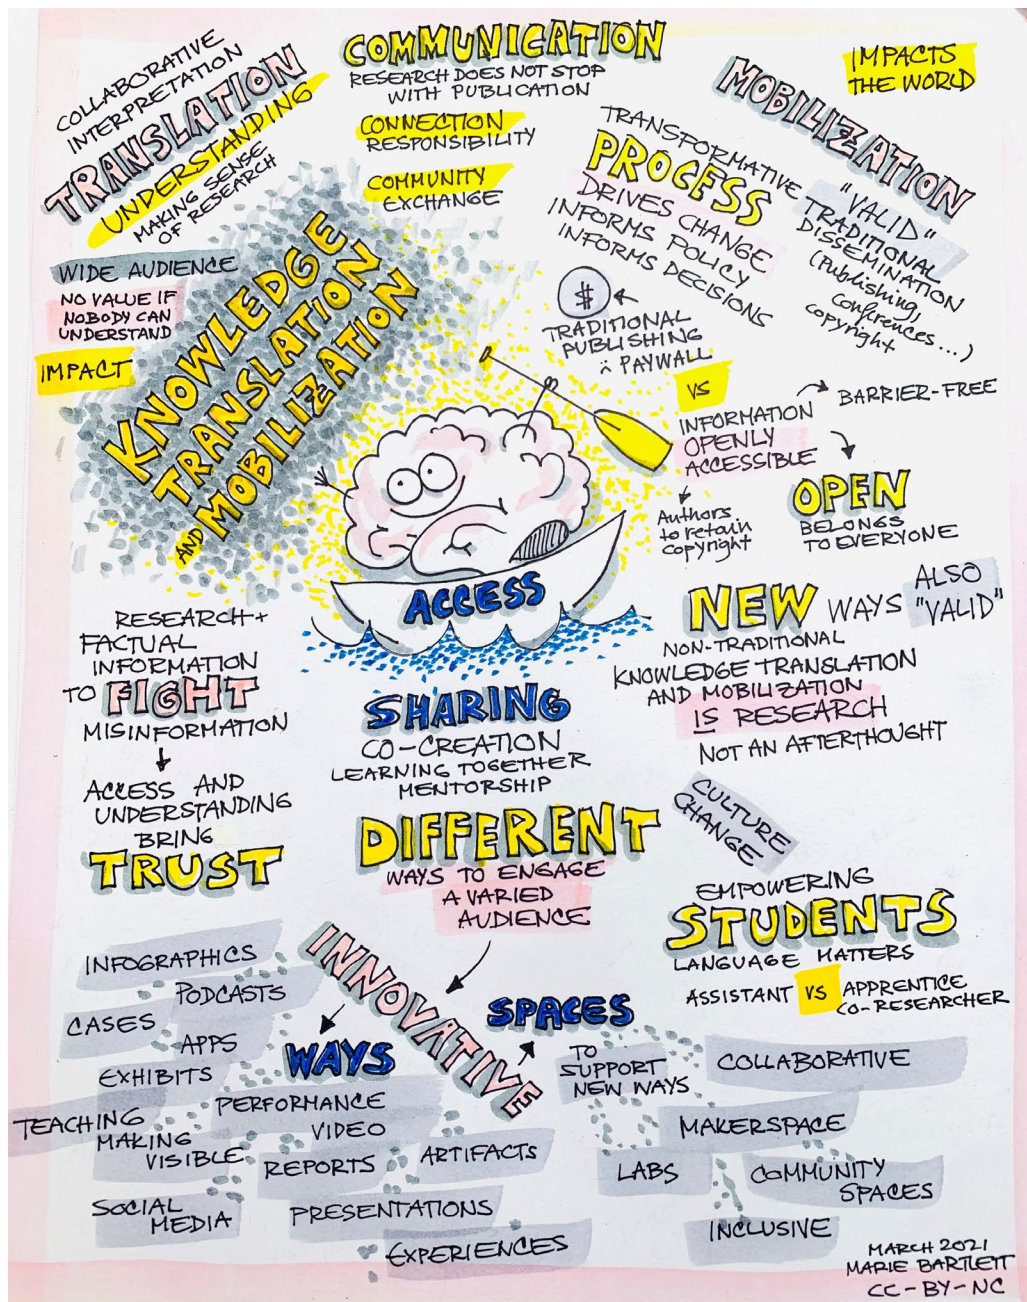 COLLABORATIVE
INTERPRETATION
TRANSLATION
UNDERSTANDING
MAKING SENSE
OF RESEARCH
COMMUNICATION
RESEARCH DOES NOT STOP
WITH PUBLICATION
CONNECTION
RESPONSIBILITY
COMMUNITY
EXCHANGE
IMPACTS
THE WORLD
MOBILIZATION
TRANSFORMATIVE
PROCESS
DRIVES CHANGE
INFORMS POLICY
INFORMS DECISIONS
"VALID"
TRADITIONAL
DISSEMINATION
(Publishing,
conferences...,)
copyright
WIDE AUDIENCE
NO VALUE IF
NOBODY CAN
UNDERSTAND
IMPACT
KNOWLEDGE
TRANSLATION
AND MOBILIZATION
$
TRADITIONAL
PUBLISHING
PAYWALL
VS
INFORMATION
OPENLY
ACCESSIBLE
BARRIER-FREE
Authors
to retain
copyright
OPEN
BELONGS
TO EVERYONE
ACCESS
RESEARCH+
FACTUAL
INFORMATION
TO FIGHT
MISINFORMATION
ACCESS AND
UNDERSTANDING
BRING
TRUST
SHARING
CO-CREATION
LEARNING TOGETHER
MENTORSHIP
NEW WAYS ALSO
"VALID"
NON-TRADITIONAL
KNOWLEDGE TRANSLATION
AND MOBILIZATION
IS RESEARCH
NOT AN AFTERTHOUGHT
CULTURE
CHANGE
DIFFERENT
WAYS TO ENGAGE
A VARIED
AUDIENCE
EMPOWERING
STUDENTS
LANGUAGE MATTERS
ASSISTANT VS APPRENTICE
CO-RESEARCHER
INNOVATIVE
WAYS
INFOGRAPHICS
PODCASTS
CASES
APPS
EXHIBITS
PERFORMANCE
VIDEO
TEACHING
MAKING
VISIBLE
REPORTS
ARTIFACTS
SOCIAL
MEDIA
PRESENTATIONS
EXPERIENCES
SPACES
TO
SUPPORT
NEW WAYS
COLLABORATIVE
MAKERSPACE
LABS
COMMUNITY
SPACES
INCLUSIVE
MARCH 2021
MARIE BARTLETT
CC-BY-NC